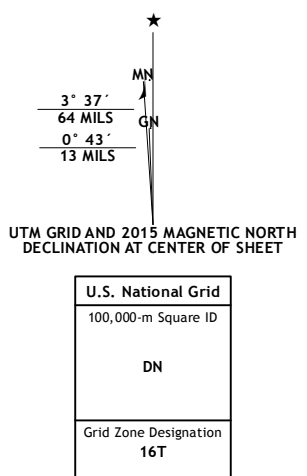 ★
MN
3° 37´
64 MILS
GN
0° 43´
13 MILS
UTM GRID AND 2015 MAGNETIC NORTH
DECLINATION AT CENTER OF SHEET
U.S. National Grid
100,000-m Square ID
DN
Grid Zone Designation
16T